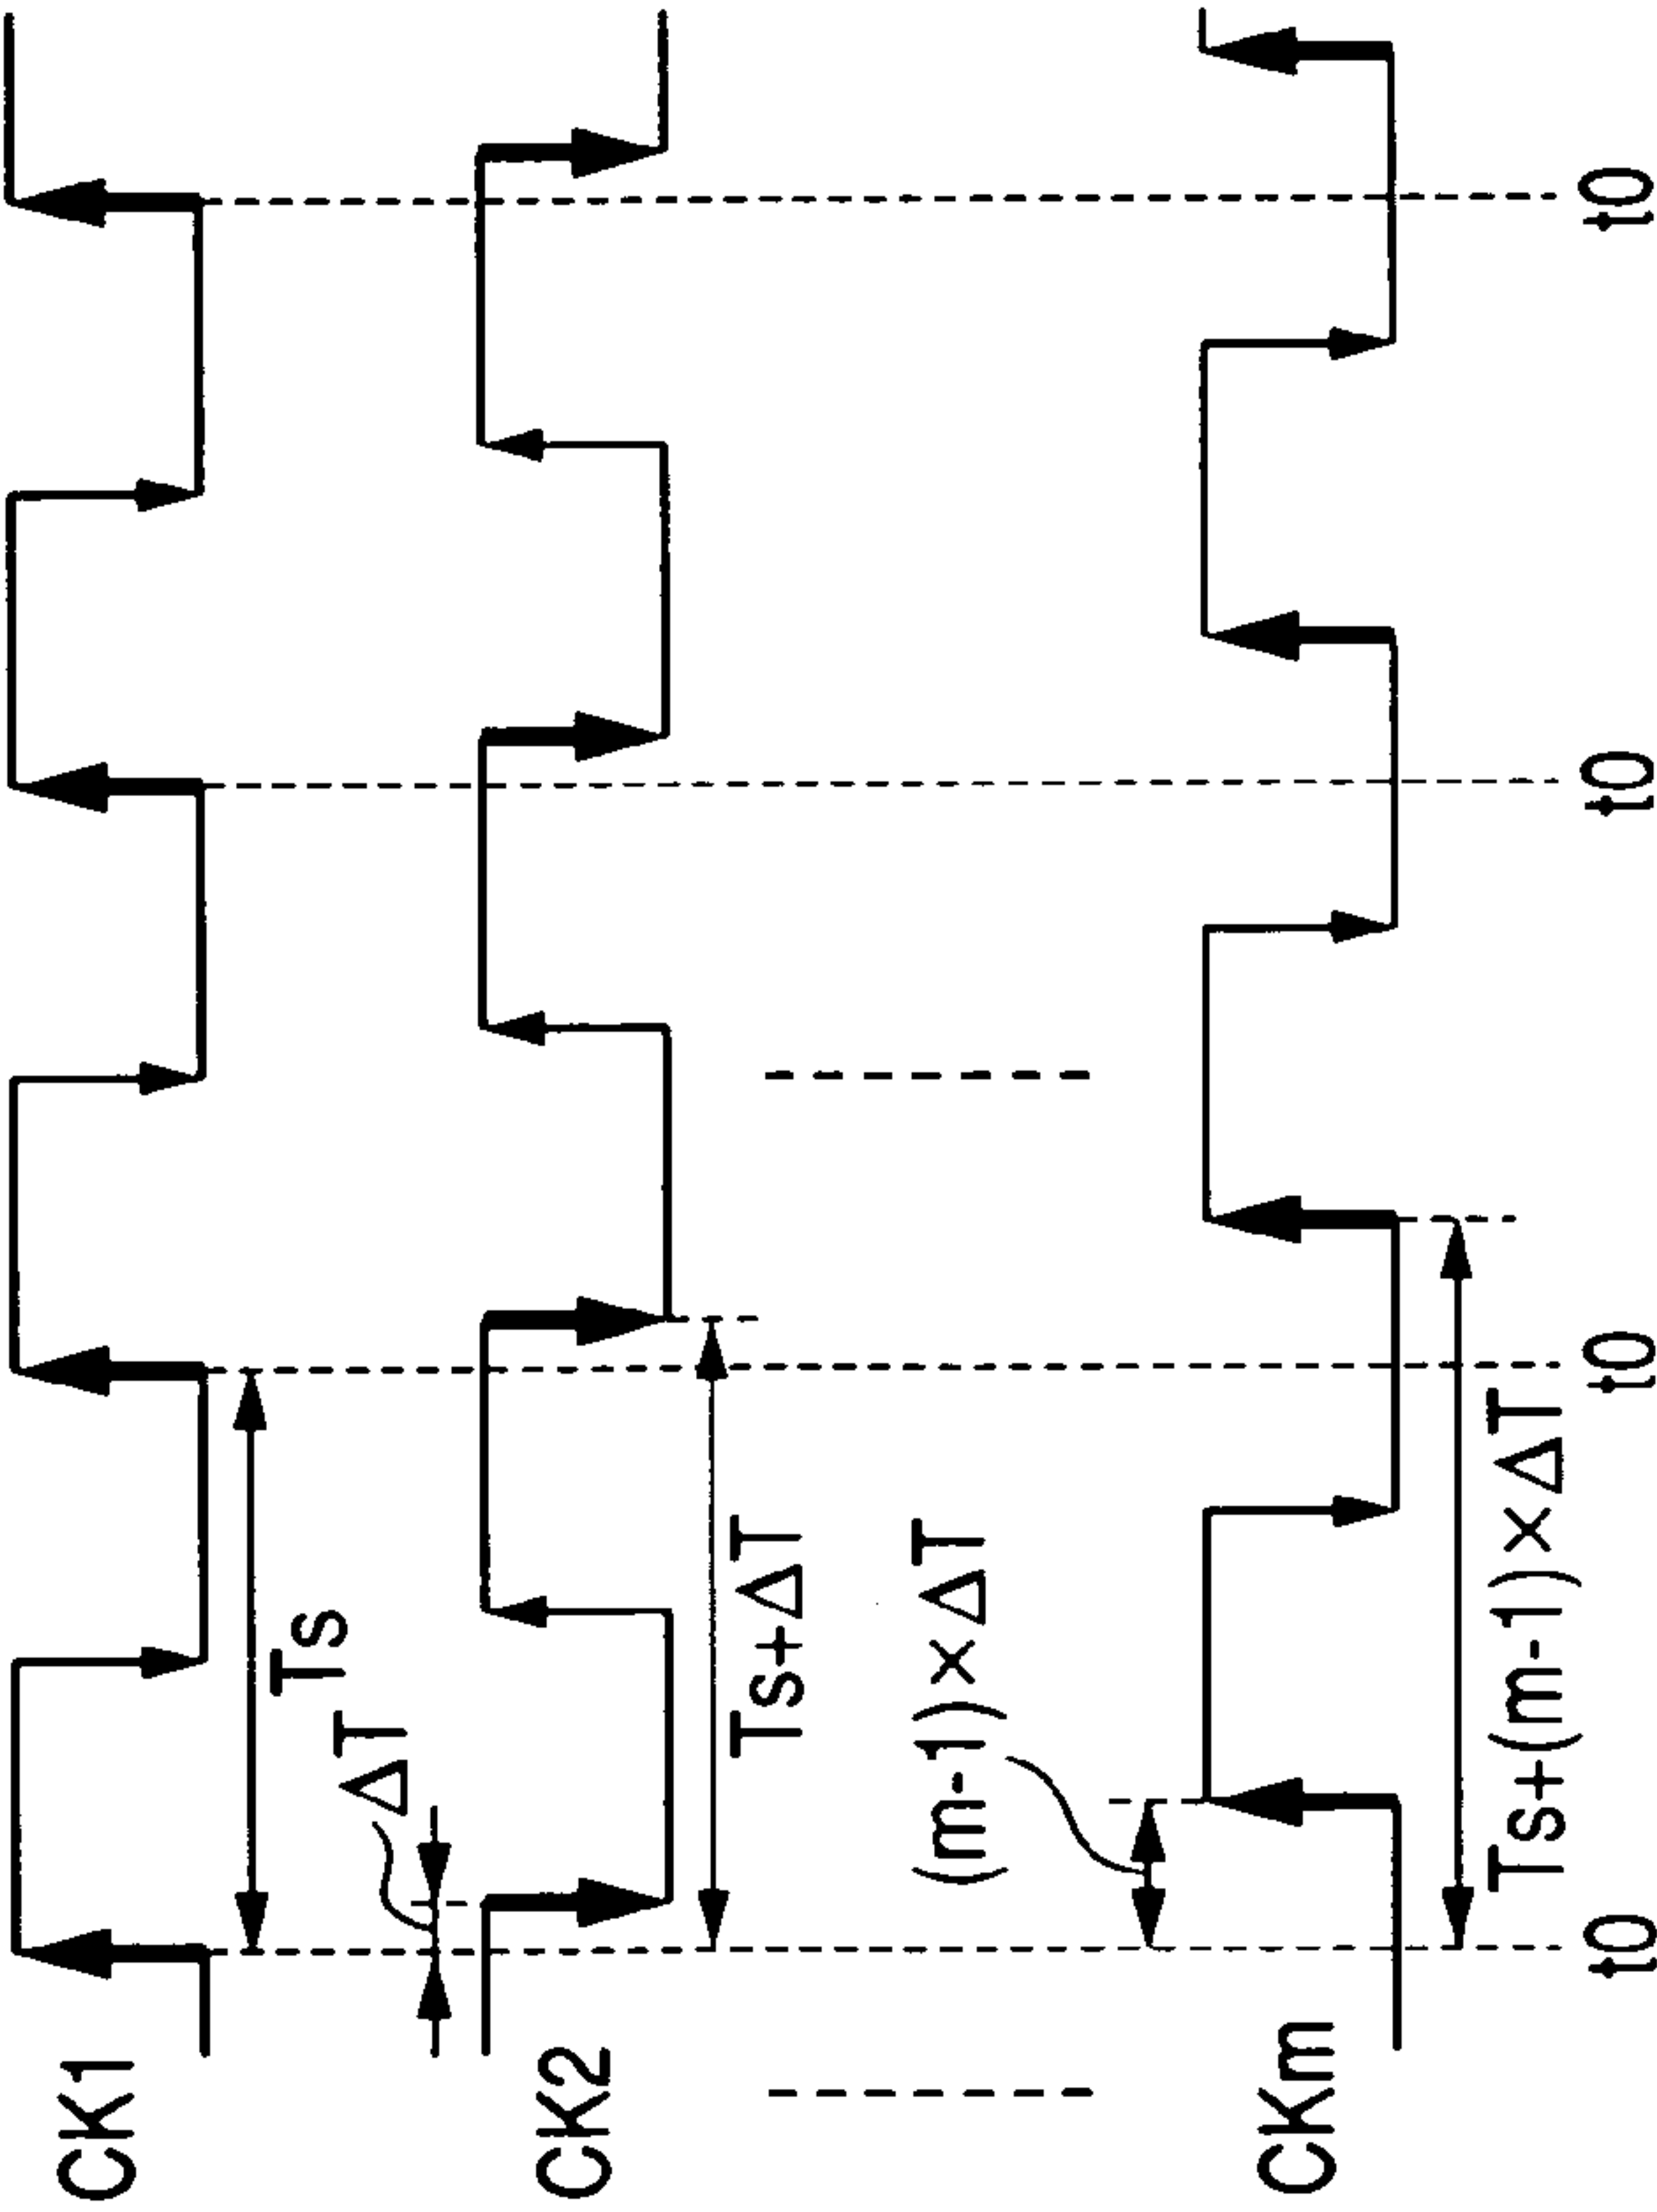 CK1
Ts
ΔT
CK2
Ts+ΔT
(m-1)×ΔT
CKm
Ts+(m-1)×ΔT
t0
t0
t0
t0